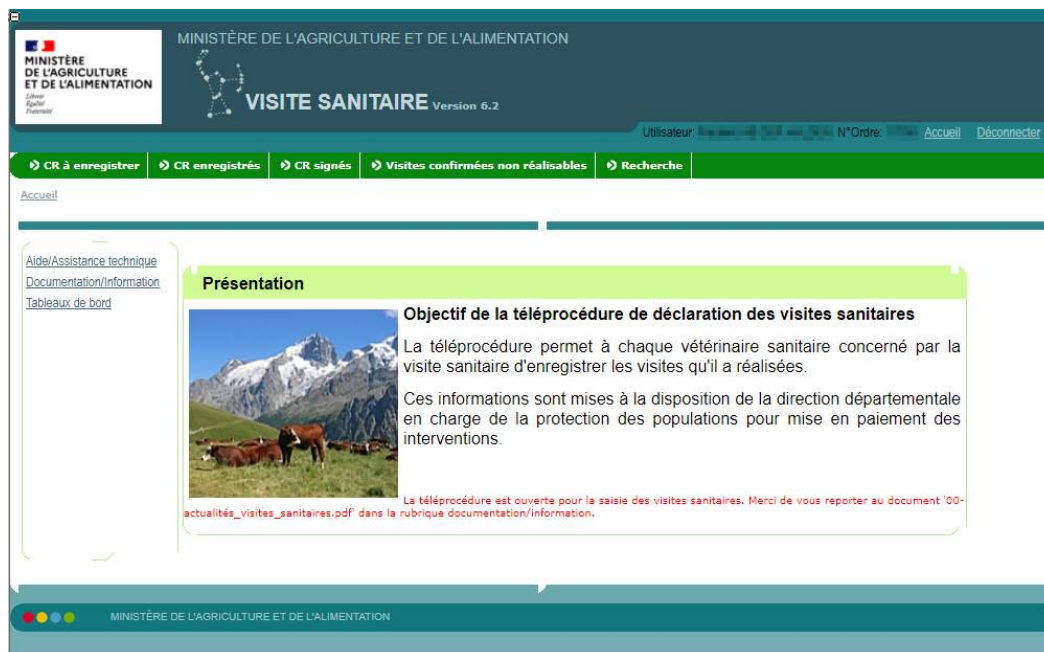 MINISTÈRE
DE L'AGRICULTURE
ET DE L'ALIMENTATION
Liberté
Égalité
Fraternité
MINISTÈRE DE L'AGRICULTURE ET DE L'ALIMENTATION
VISITE SANITAIRE Version 6.2
Utilisateur: N°Ordre: Accueil Déconnecter
CR à enregistrer CR enregistrés CR signés Visites confirmées non réalisables Recherche
Accueil
Aide/Assistance technique
Documentation/Information
Tableaux de bord
Présentation
Objectif de la téléprocédure de déclaration des visites sanitaires
La téléprocédure permet à chaque vétérinaire sanitaire concerné par la
visite sanitaire d'enregistrer les visites qu'il a réalisées.
Ces informations sont mises à la disposition de la direction départementale
en charge de la protection des populations pour mise en paiement des
interventions.
La téléprocédure est ouverte pour la saisie des visites sanitaires. Merci de vous reporter au document '00-
actualités_visites_sanitaires.pdf' dans la rubrique documentation/information.
MINISTÈRE DE L'AGRICULTURE ET DE L'ALIMENTATION